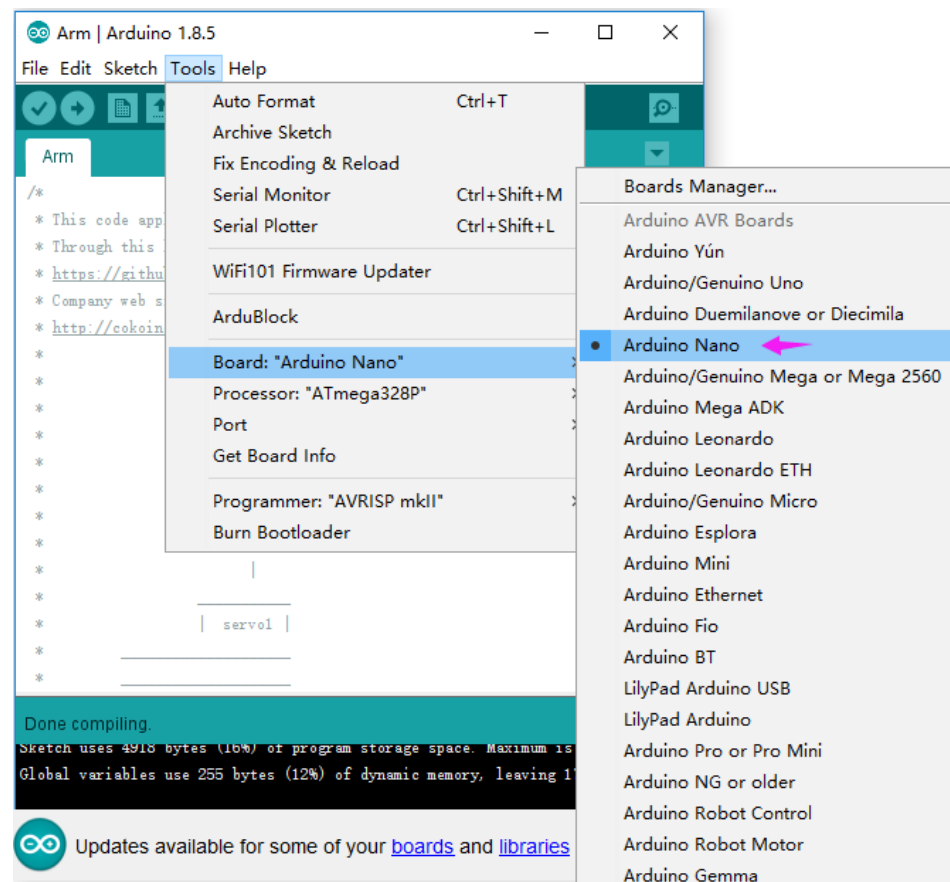 Arm | Arduino 1.8.5
File Edit Sketch Tools Help
Arm
/*
* This code app
* Through this
* https://githu
* Company web s
* http://cokoin
*
*
*
*
*
*
*
*
* |
*
* | servo1 |
*
*
Auto Format Ctrl+T
Archive Sketch
Fix Encoding & Reload
Serial Monitor Ctrl+Shift+M
Serial Plotter Ctrl+Shift+L
WiFi101 Firmware Updater
ArduBlock
Board: "Arduino Nano"
Processor: "ATmega328P"
Port
Get Board Info
Programmer: "AVRISP mkII"
Burn Bootloader
Boards Manager...
Arduino AVR Boards
Arduino Yún
Arduino/Genuino Uno
Arduino Duemilanove or Diecimila
Arduino Nano
Arduino/Genuino Mega or Mega 2560
Arduino Mega ADK
Arduino Leonardo
Arduino Leonardo ETH
Arduino/Genuino Micro
Arduino Esplora
Arduino Mini
Arduino Ethernet
Arduino Fio
Arduino BT
LilyPad Arduino USB
LilyPad Arduino
Arduino Pro or Pro Mini
Arduino NG or older
Arduino Robot Control
Arduino Robot Motor
Arduino Gemma
Done compiling.
Sketch uses 4918 bytes (16%) of program storage space. Maximum is
Global variables use 255 bytes (12%) of dynamic memory, leaving 1
Updates available for some of your boards and libraries